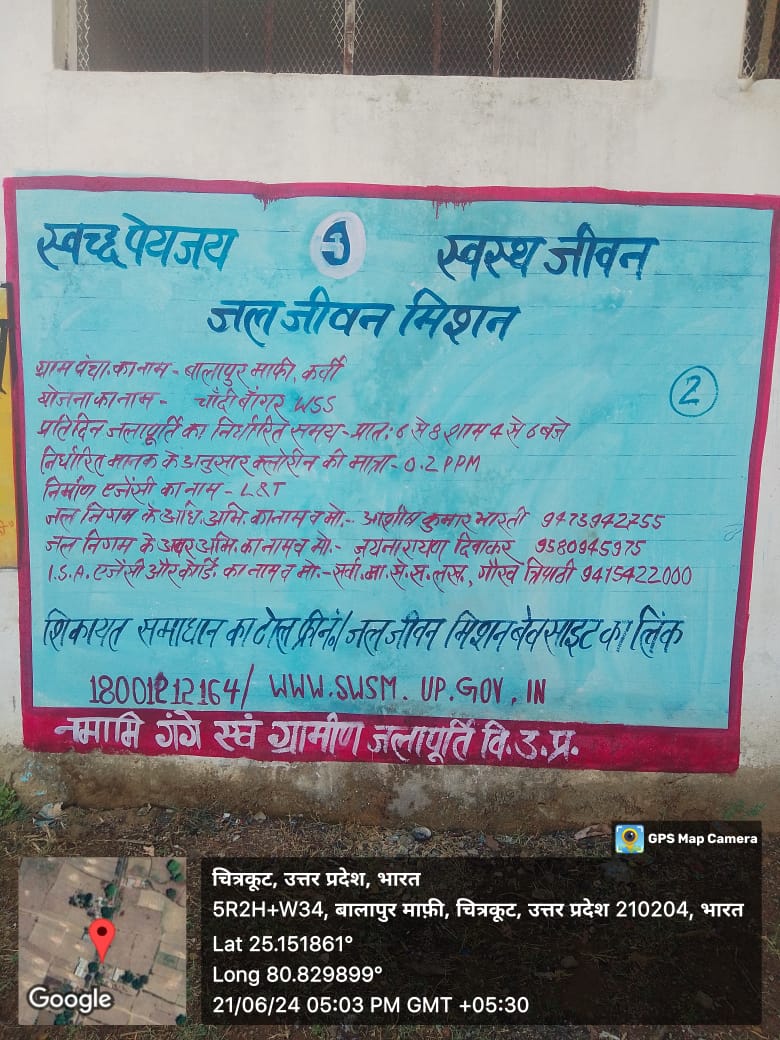 स्वच्छ पेयजय स्वस्थ जीवन
जल जीवन मिशन
ग्राम पंचा. का नाम - बालापुर माफी, कर्वी
योजना का नाम - चाँदी बाँगर WSS
2
प्रतिदिन जलापूर्ति का निर्धारित समय - प्रात: 6 से 8 शाम 4 से 6 बजे
निर्धारित मानक के अनुसार क्लोरीन की मात्रा - 0.2 PPM
निर्माण एजेंसी का नाम - L&T
जल निगम के अधि. अभि. का नाम व मो. - आशीष कुमार भारती 9473942755
जल निगम के अवर अभि. का नाम व मो. - जयनारायण दिवाकर 9580945975
I.S.A. एजेंसी और कोर्डि. का नाम व मो. - सर्वा. मा. से. स. लख, गौरव त्रिपाठी 9415422000
शिकायत समाधान का टोल फ्री नं. / जल जीवन मिशन बेवसाइट का लिंक
/ WWW.SWSM.UP.GOV.IN
नमामि गंगे एवं ग्रामीण जलापूर्ति वि. उ. प्र.
GPS Map Camera
चित्रकूट, उत्तर प्रदेश, भारत
5R2H+W34, बालापुर माफ़ी, चित्रकूट, उत्तर प्रदेश 210204, भारत
Lat 25.151861°
Long 80.829899°
21/06/24 05:03 PM GMT +05:30
Google